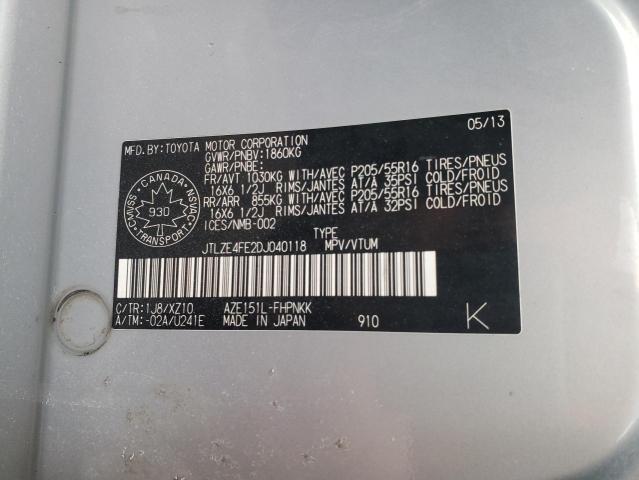 05/13
MFD.BY:TOYOTA MOTOR CORPORATION
GVWR/PNBV:1860KG
GAWR/PNBE:
FR/AVT 1030KG WITH/AVEC P205/55R16 TIRES/PNEUS
16X6 1/2J RIMS/JANTES AT/A 32PSI COLD/FROID
RR/ARR 855KG WITH/AVEC P205/55R16 TIRES/PNEUS
16X6 1/2J RIMS/JANTES AT/A 32PSI COLD/FROID
ICES/NMB-002
TYPE
JTLZE4FE2DJ040118 MPV/VTUM
C/TR:1J8/XZ10 AZE151L-FHPNKK
A/TM:-02A/U241E MADE IN JAPAN 910 K
CANADA
CMVSS
930
NSVAC
TRANSPORT